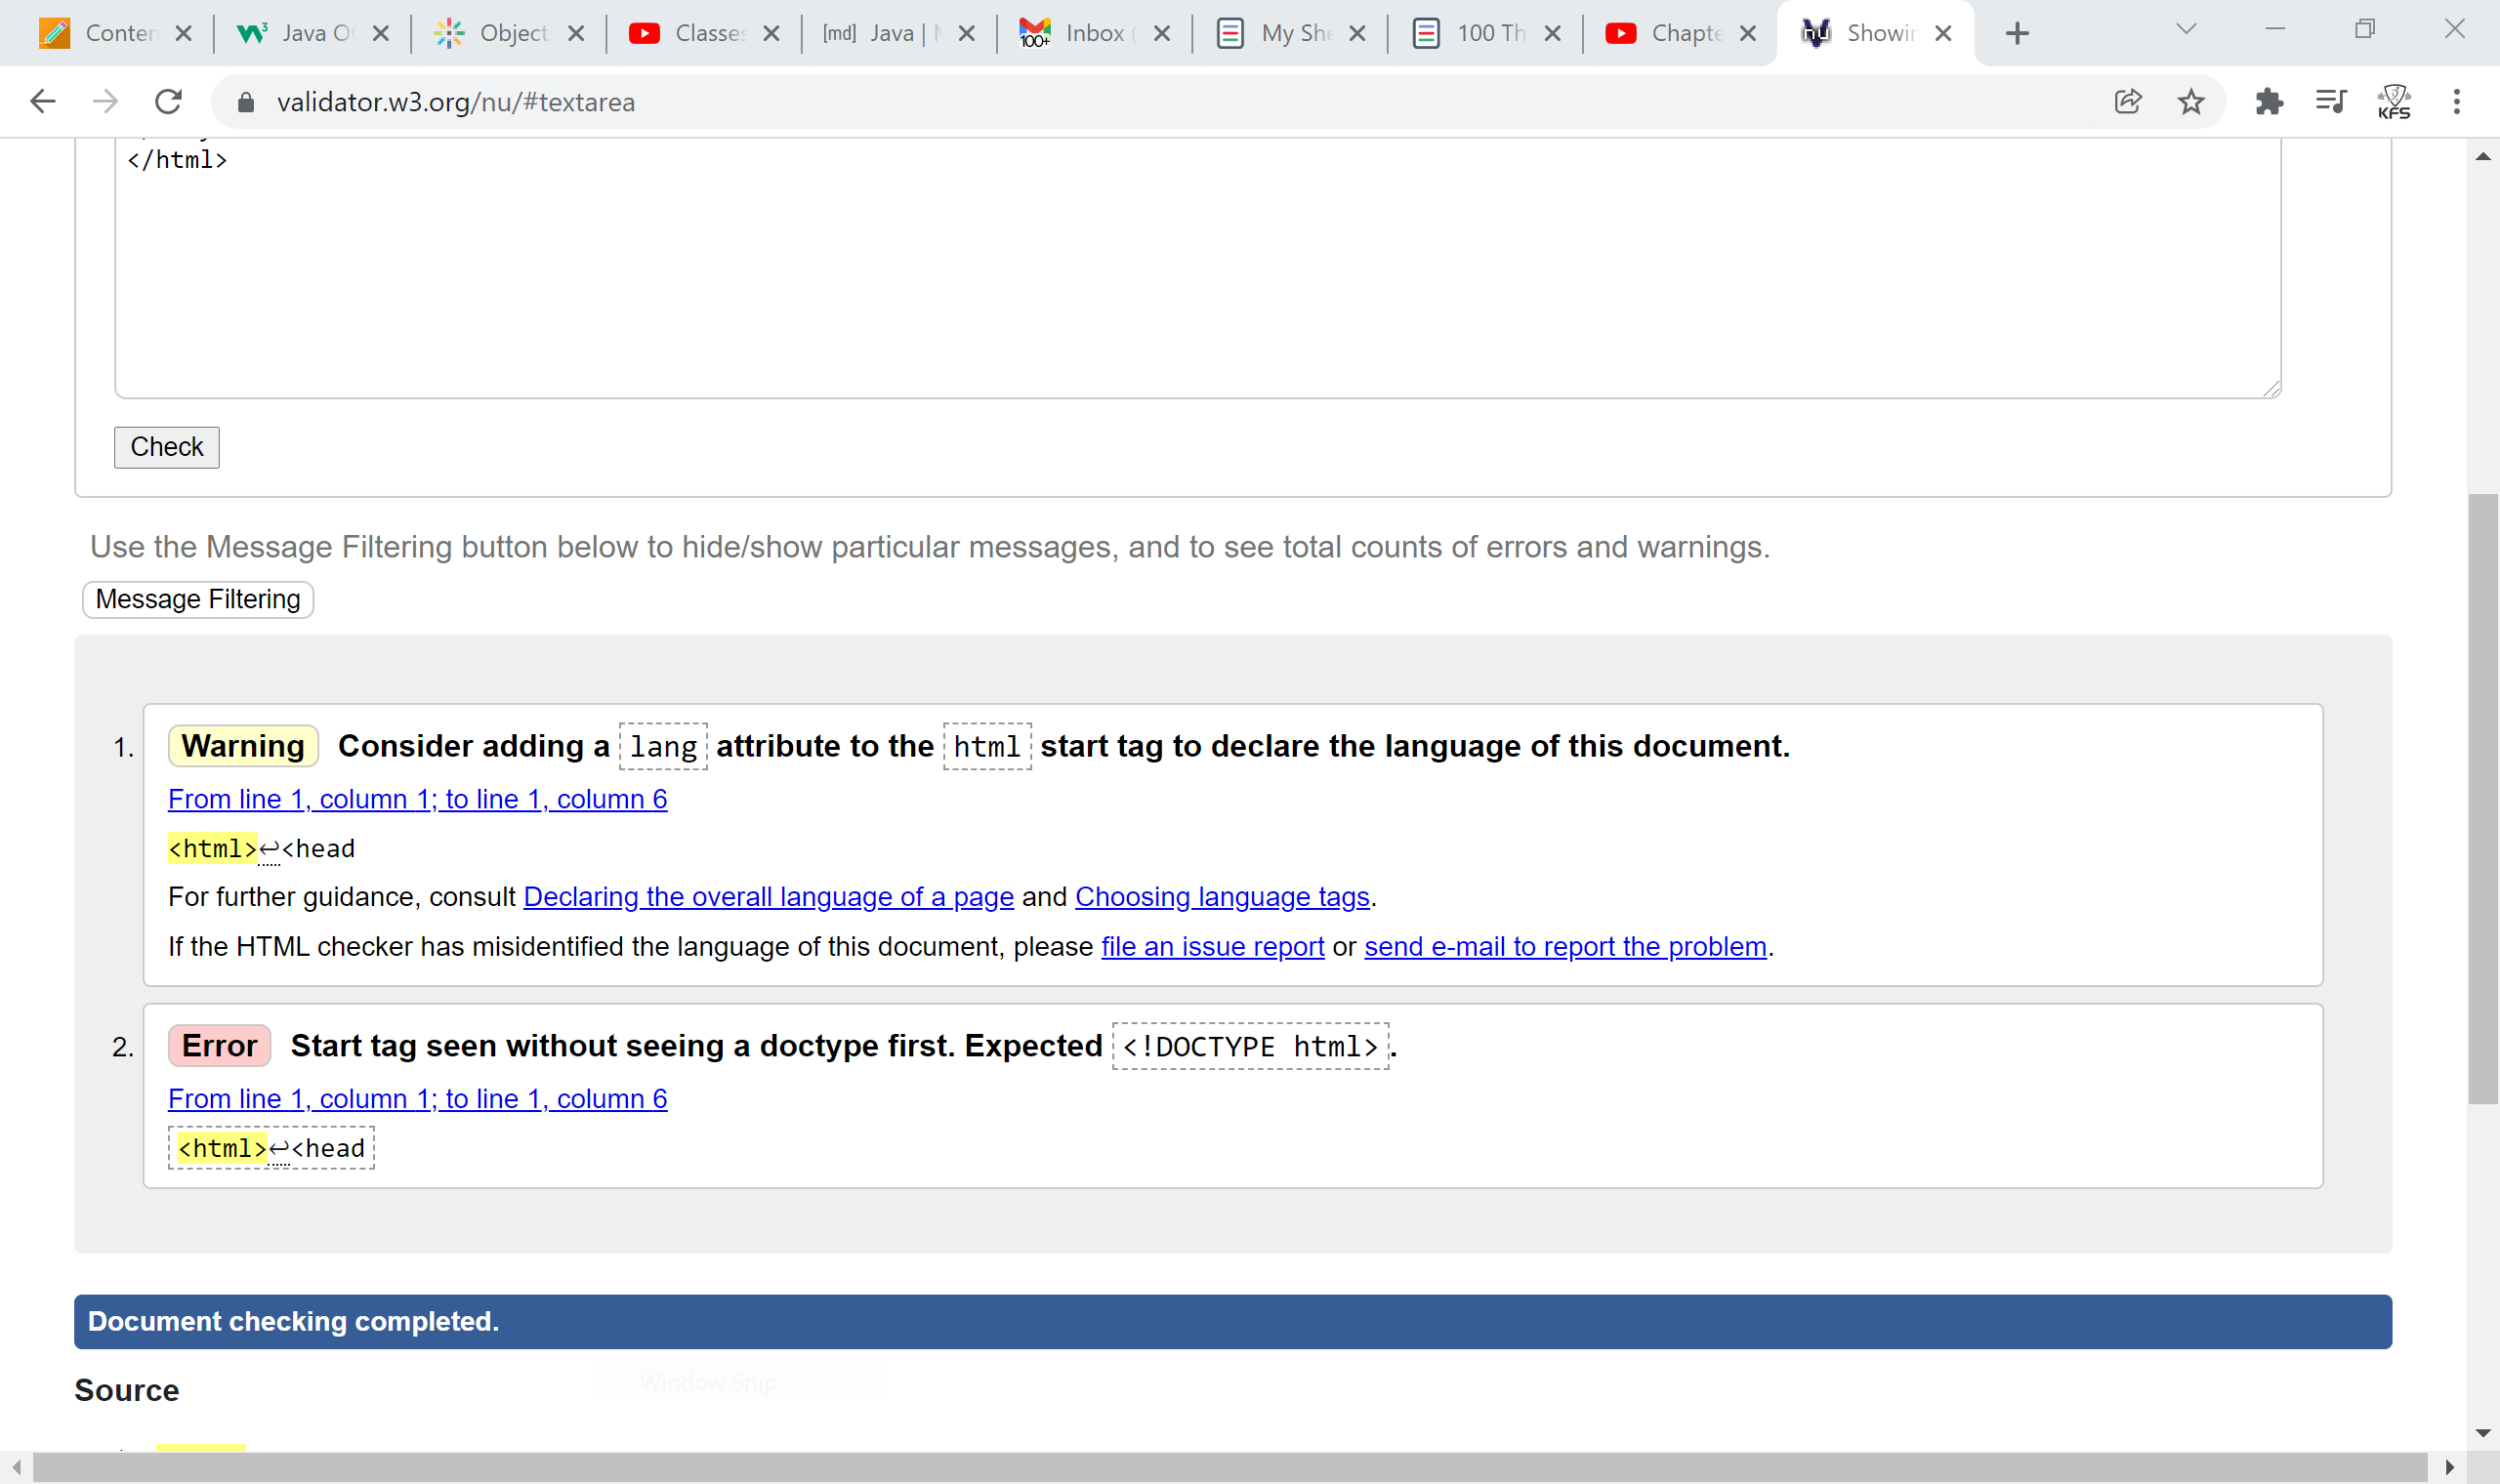 Conter
Java O
Object
Classes
[md] Java |
100+ Inbox (
My She
100 Th
Chapte
nu Showin
validator.w3.org/nu/#textarea
KFS
</html>
Check
Use the Message Filtering button below to hide/show particular messages, and to see total counts of errors and warnings.
Message Filtering
1. Warning Consider adding a lang attribute to the html start tag to declare the language of this document.
From line 1, column 1; to line 1, column 6
<html>↩<head
For further guidance, consult Declaring the overall language of a page and Choosing language tags.
If the HTML checker has misidentified the language of this document, please file an issue report or send e-mail to report the problem.
2. Error Start tag seen without seeing a doctype first. Expected <!DOCTYPE html>.
From line 1, column 1; to line 1, column 6
<html>↩<head
Document checking completed.
Source
Window Snip